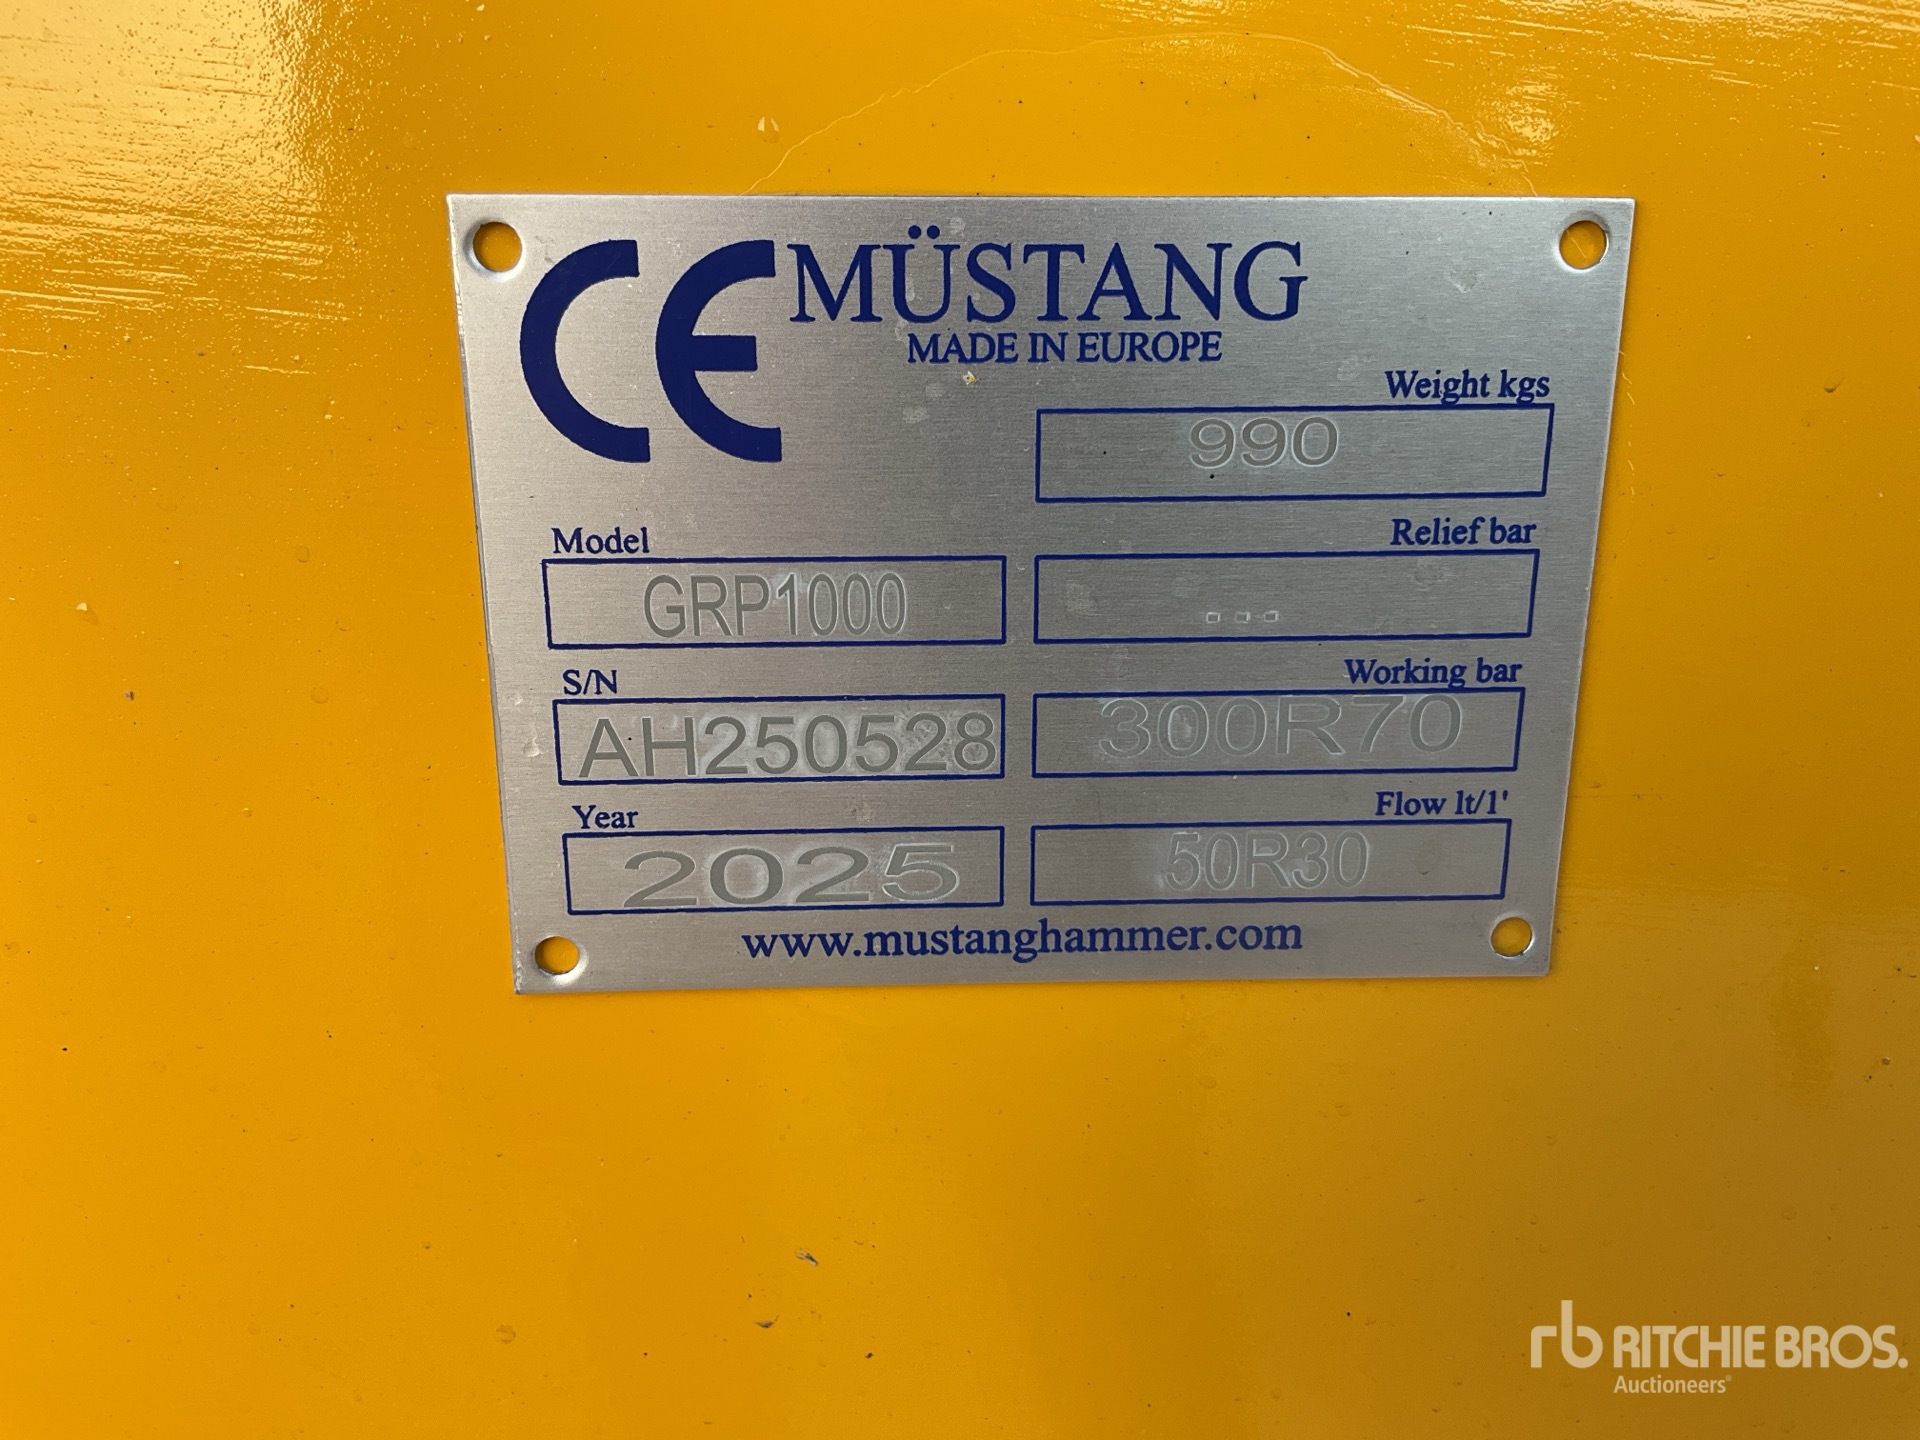 CE MÜSTANG
MADE IN EUROPE
Weight kgs
990
Model
GRP1000
Relief bar
...
S/N
AH250528
Working bar
300R70
Year
2025
Flow lt/1'
50R30
www.mustanghammer.com
rb RITCHIE BROS.
Auctioneers